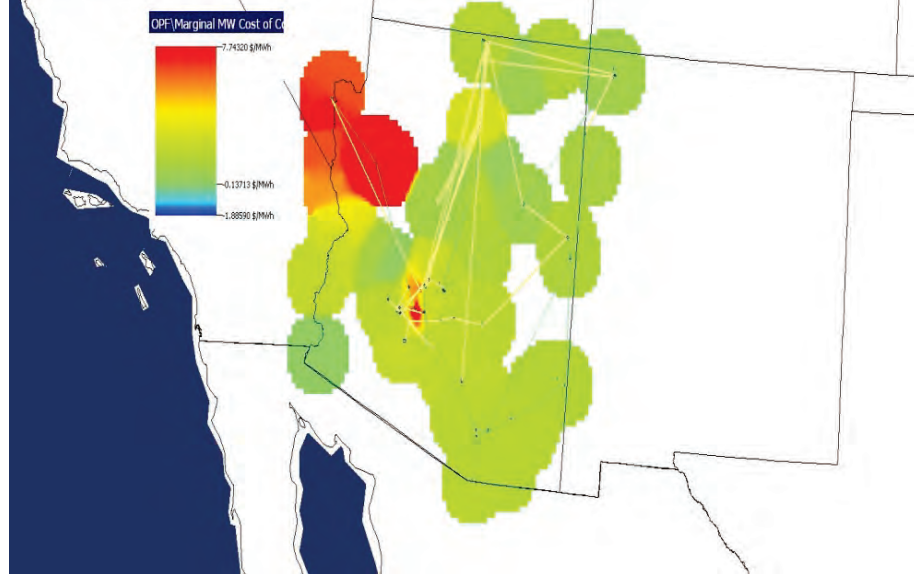 OPF\Marginal MW Cost of Co
7.74320 $/MWh
-0.13713 $/MWh
-1.88590 $/MWh